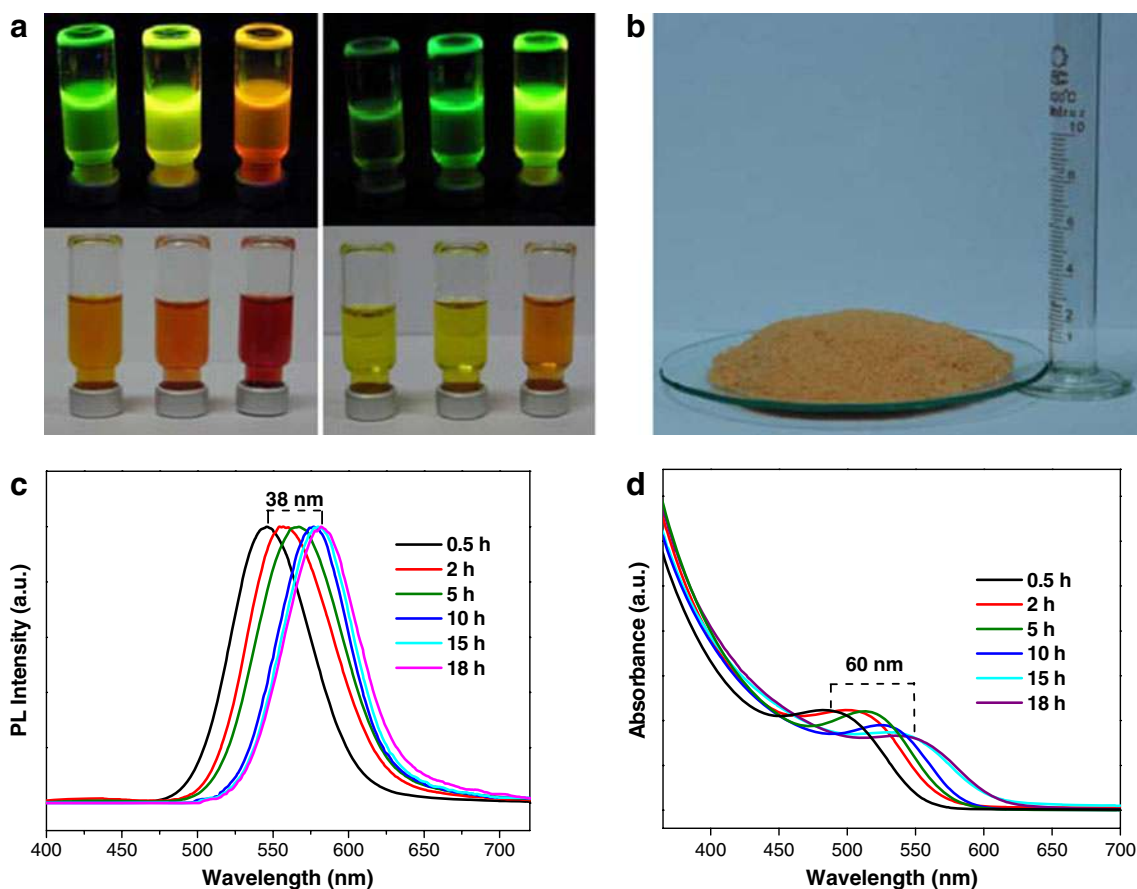 a
b
10
8
6
4
2
1
c
38 nm
0.5 h
2 h
5 h
10 h
15 h
18 h
PL Intensity (a.u.)
400 450 500 550 600 650 700
Wavelength (nm)
d
60 nm
0.5 h
2 h
5 h
10 h
15 h
18 h
Absorbance (a.u.)
400 450 500 550 600 650 700
Wavelength (nm)